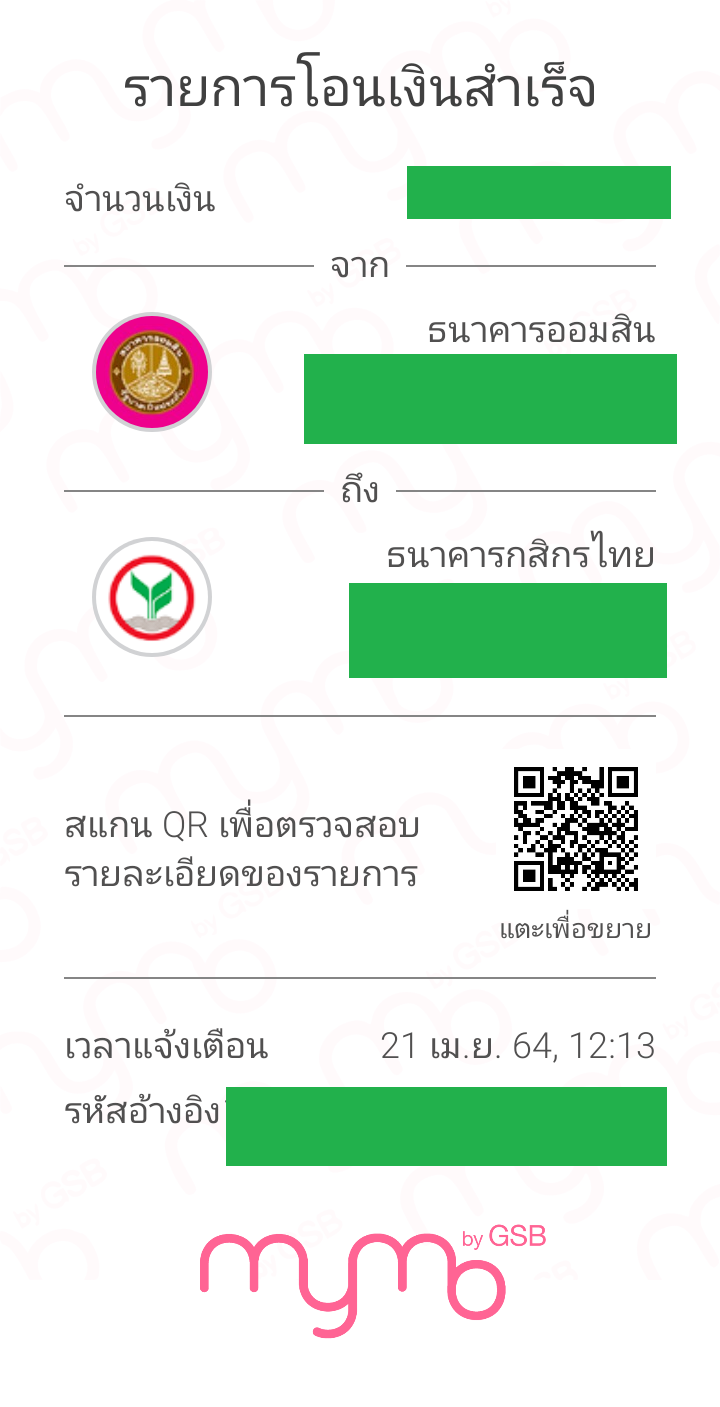 รายการโอนเงินสำเร็จ
จำนวนเงิน
จาก
ธนาคารออมสิน
ถึง
ธนาคารกสิกรไทย
สแกน QR เพื่อตรวจสอบ
รายละเอียดของรายการ
แตะเพื่อขยาย
เวลาแจ้งเตือน 21 เม.ย. 64, 12:13
รหัสอ้างอิง
mymo by GSB